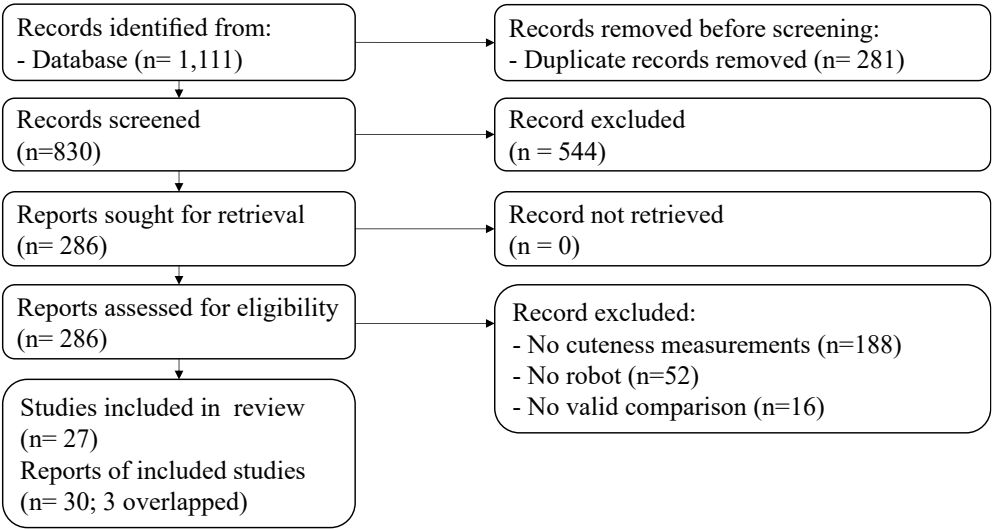 Records identified from:
- Database (n= 1,111)
Records removed before screening:
- Duplicate records removed (n= 281)
Records screened
(n=830)
Record excluded
(n = 544)
Reports sought for retrieval
(n= 286)
Record not retrieved
(n = 0)
Reports assessed for eligibility
(n= 286)
Record excluded:
- No cuteness measurements (n=188)
- No robot (n=52)
- No valid comparison (n=16)
Studies included in review
(n= 27)
Reports of included studies
(n= 30; 3 overlapped)